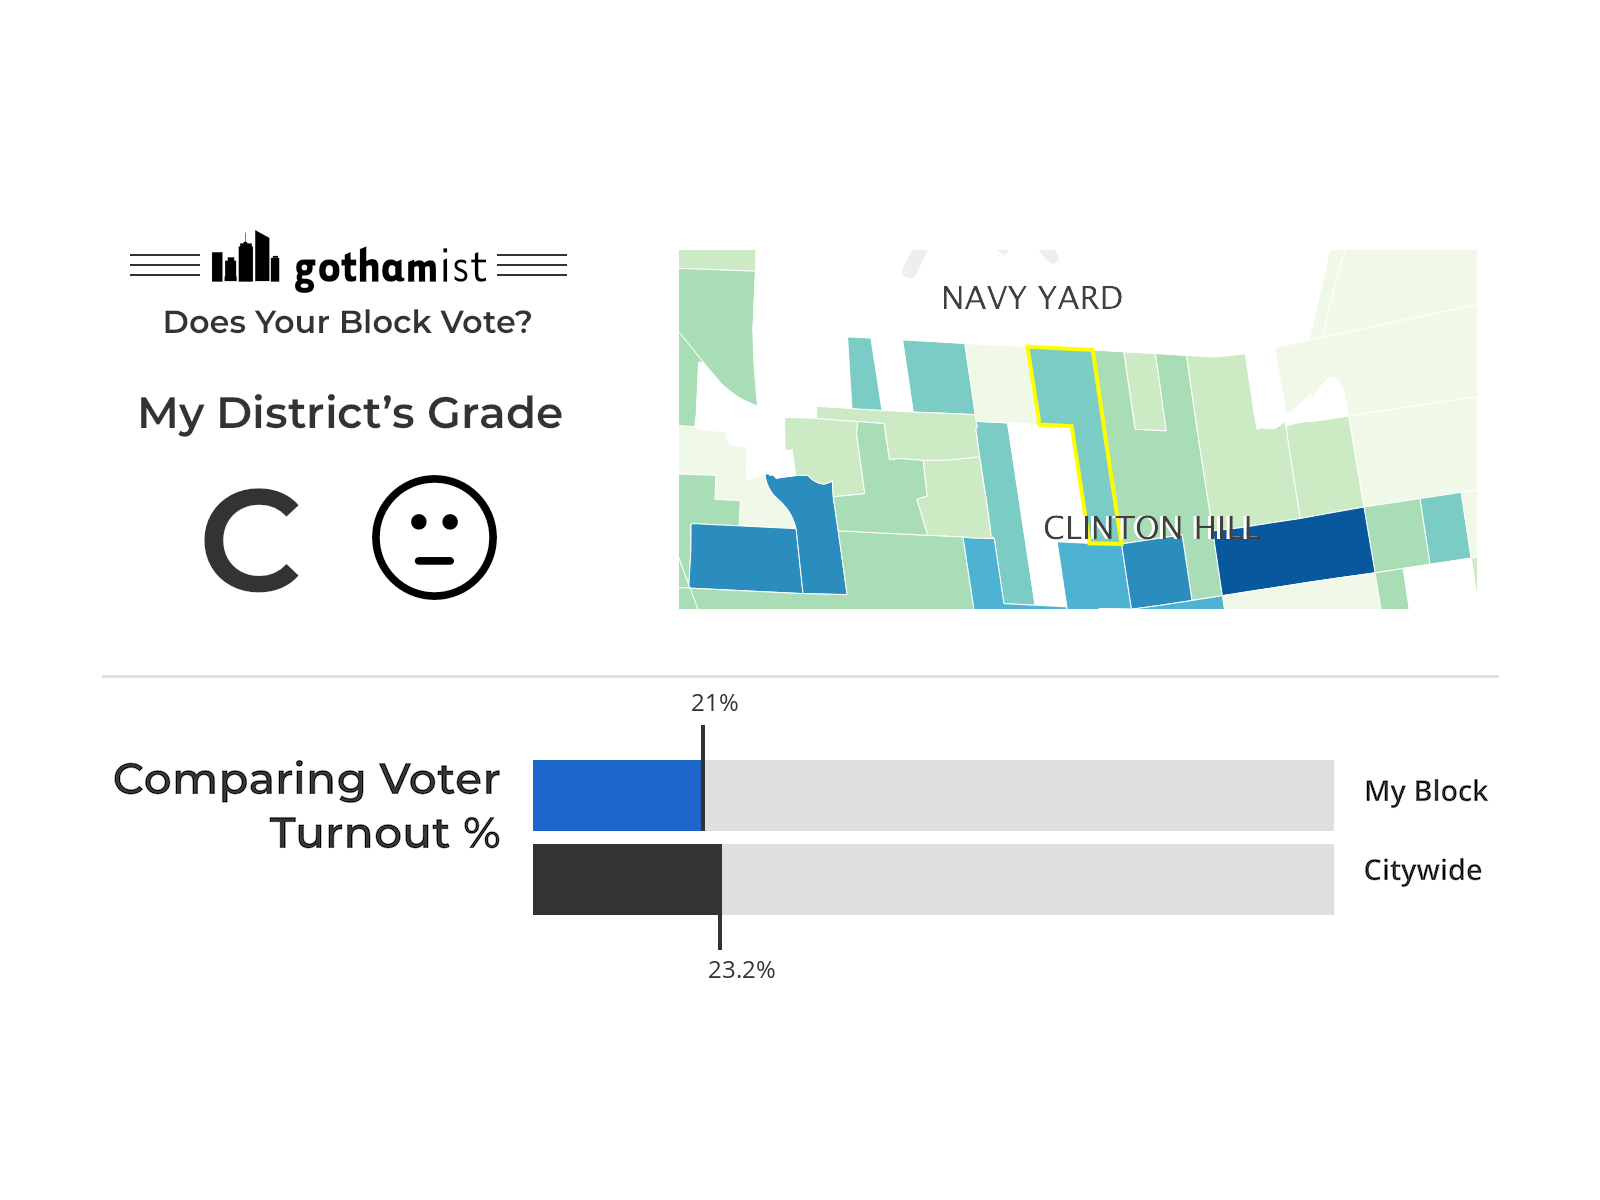 gothamist
Does Your Block Vote?
My District’s Grade
C
NAVY YARD
CLINTON HILL
Comparing Voter
Turnout %
21%
My Block
Citywide
23.2%